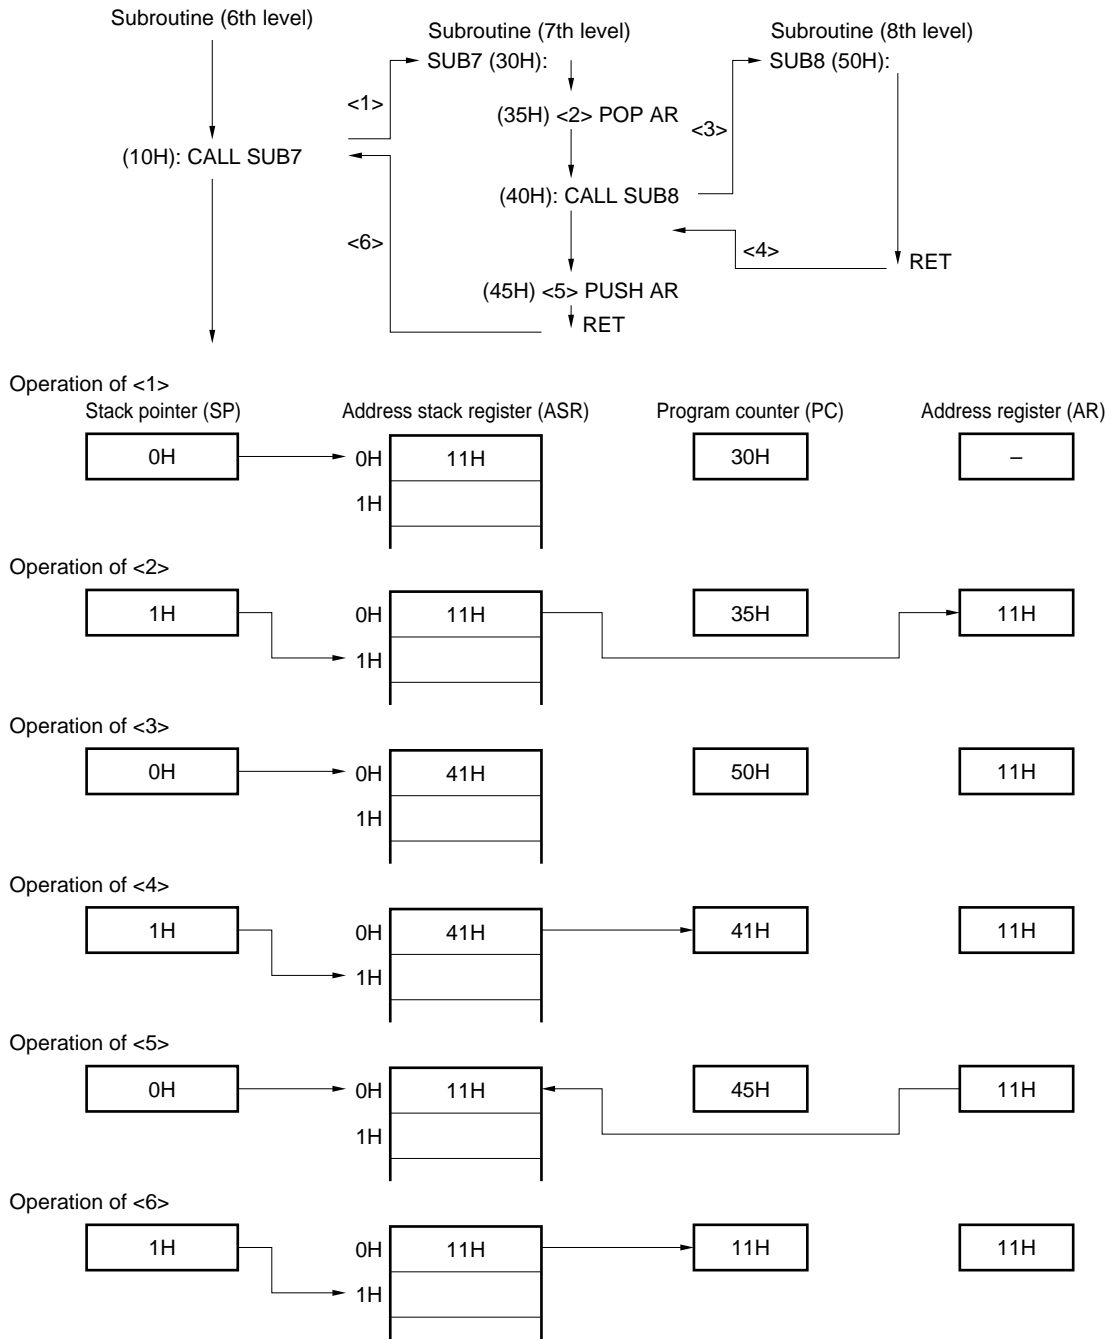 Subroutine (6th level)
Subroutine (7th level)
Subroutine (8th level)
SUB7 (30H):
SUB8 (50H):
<1>
(35H) <2> POP AR
<3>
(10H): CALL SUB7
(40H): CALL SUB8
<6>
<4>
RET
(45H) <5> PUSH AR
RET
Operation of <1>
Stack pointer (SP) Address stack register (ASR) Program counter (PC) Address register (AR)
0H 0H 11H 30H –
1H
Operation of <2>
1H 0H 11H 35H 11H
1H
Operation of <3>
0H 0H 41H 50H 11H
1H
Operation of <4>
1H 0H 41H 41H 11H
1H
Operation of <5>
0H 0H 11H 45H 11H
1H
Operation of <6>
1H 0H 11H 11H 11H
1H